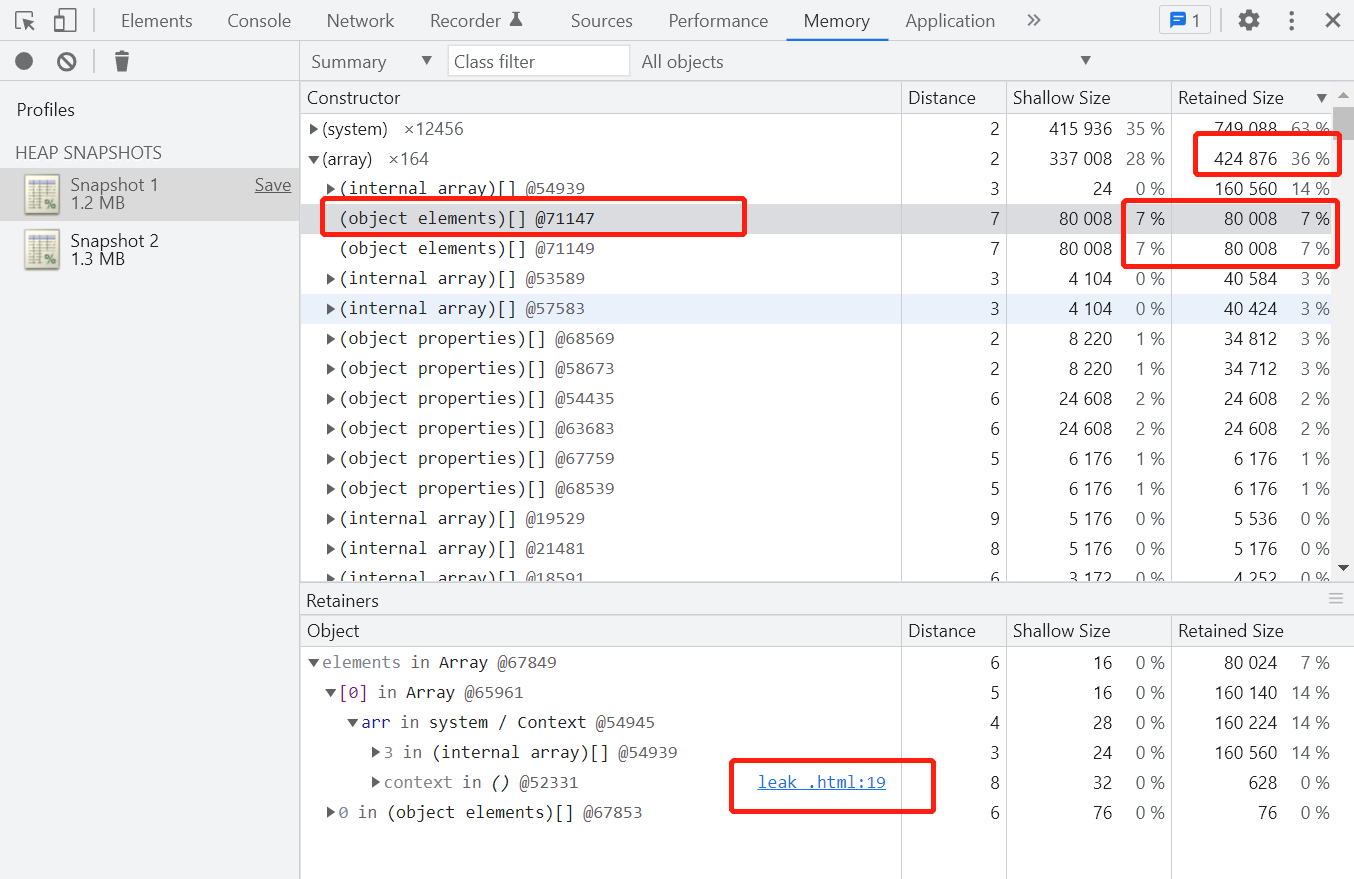 Elements Console Network Recorder Sources Performance Memory Application » 1
Summary Class filter All objects
Profiles
HEAP SNAPSHOTS
Snapshot 1 Save
1.2 MB
Snapshot 2
1.3 MB
Constructor Distance Shallow Size Retained Size
(system) ×12456 2 415 936 35 % 749 088 63 %
(array) ×164 2 337 008 28 % 424 876 36 %
(internal array)[] @54939 3 24 0 % 160 560 14 %
(object elements)[] @71147 7 80 008 7 % 80 008 7 %
(object elements)[] @71149 7 80 008 7 % 80 008 7 %
(internal array)[] @53589 3 4 104 0 % 40 584 3 %
(internal array)[] @57583 3 4 104 0 % 40 424 3 %
(object properties)[] @68569 2 8 220 1 % 34 812 3 %
(object properties)[] @58673 2 8 220 1 % 34 712 3 %
(object properties)[] @54435 6 24 608 2 % 24 608 2 %
(object properties)[] @63683 6 24 608 2 % 24 608 2 %
(object properties)[] @67759 5 6 176 1 % 6 176 1 %
(object properties)[] @68539 5 6 176 1 % 6 176 1 %
(internal array)[] @19529 9 5 176 0 % 5 536 0 %
(internal array)[] @21481 8 5 176 0 % 5 176 0 %
(internal array)[] @18591 6 3 172 0 % 4 252 0 %
Retainers
Object Distance Shallow Size Retained Size
elements in Array @67849 6 16 0 % 80 024 7 %
[0] in Array @65961 5 16 0 % 160 140 14 %
arr in system / Context @54945 4 28 0 % 160 224 14 %
3 in (internal array)[] @54939 3 24 0 % 160 560 14 %
context in () @52331 leak .html:19 8 32 0 % 628 0 %
0 in (object elements)[] @67853 6 76 0 % 76 0 %